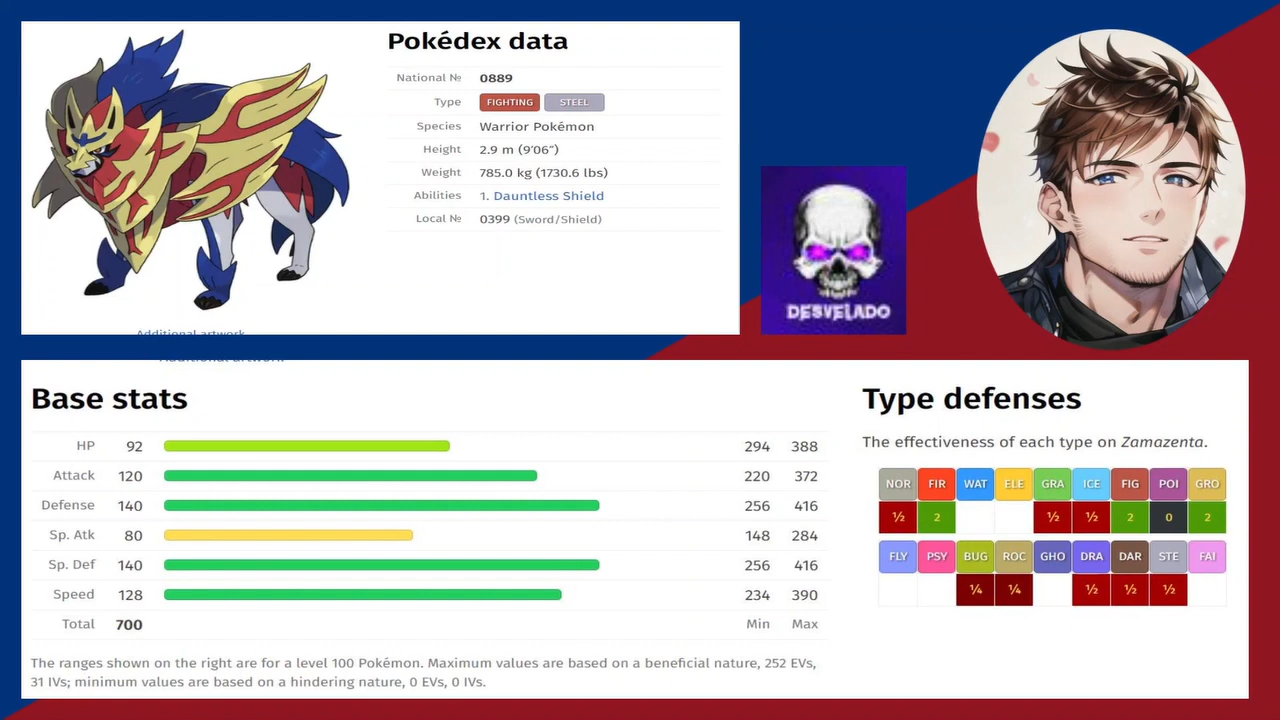 Pokédex data
National № 0889
Type FIGHTING STEEL
Species Warrior Pokémon
Height 2.9 m (9′06″)
Weight 785.0 kg (1730.6 lbs)
Abilities 1. Dauntless Shield
Local № 0399 (Sword/Shield)
Additional artwork
DESVELADO
Additional artwork
Base stats
HP 92 294 388
Attack 120 220 372
Defense 140 256 416
Sp. Atk 80 148 284
Sp. Def 140 256 416
Speed 128 234 390
Total 700 Min Max
The ranges shown on the right are for a level 100 Pokémon. Maximum values are based on a beneficial nature, 252 EVs,
31 IVs; minimum values are based on a hindering nature, 0 EVs, 0 IVs.
Type defenses
The effectiveness of each type on Zamazenta.
NOR FIR WAT ELE GRA ICE FIG POI GRO
½ 2 ½ ½ 2 0 2
FLY PSY BUG ROC GHO DRA DAR STE FAI
¼ ¼ ½ ½ ½